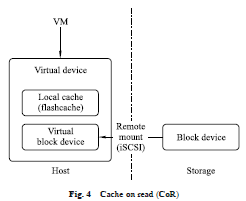 VM
Virtual device
Local cache
(flashcache)
Virtual
block device
Remote
mount
(iSCSI)
Block device
Host
Storage
Fig. 4 Cache on read (CoR)